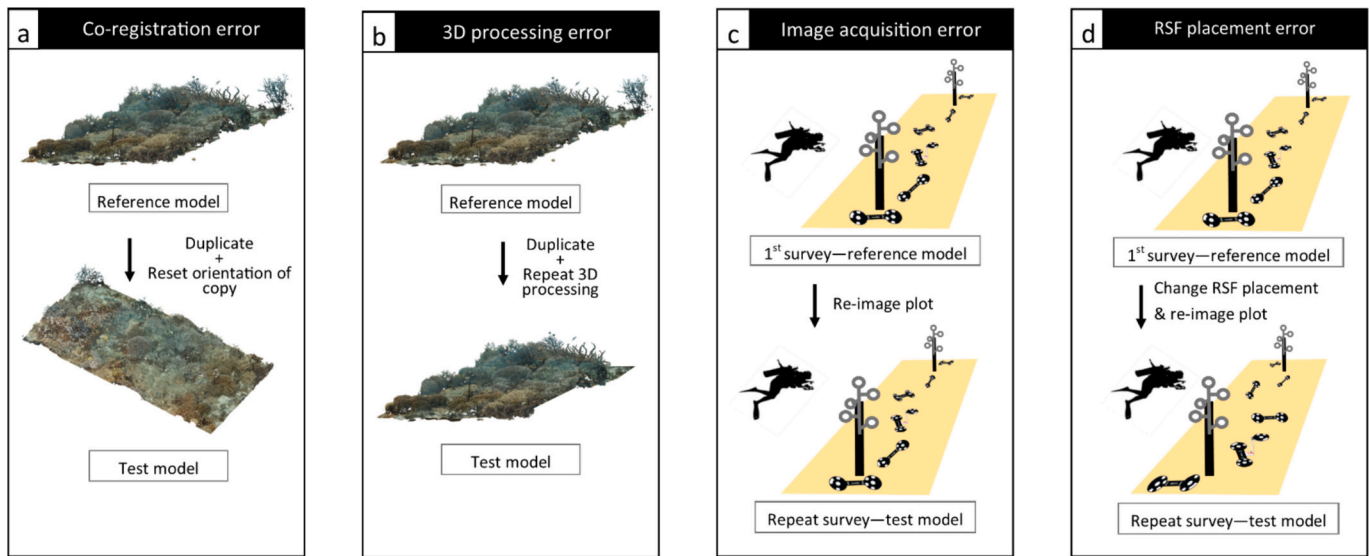 a
Co-registration error
Reference model
Duplicate
+
Reset orientation of
copy
Test model
b
3D processing error
Reference model
Duplicate
+
Repeat 3D
processing
Test model
c
Image acquisition error
1st survey—reference model
Re-image plot
Repeat survey—test model
d
RSF placement error
1st survey—reference model
Change RSF placement
& re-image plot
Repeat survey—test model